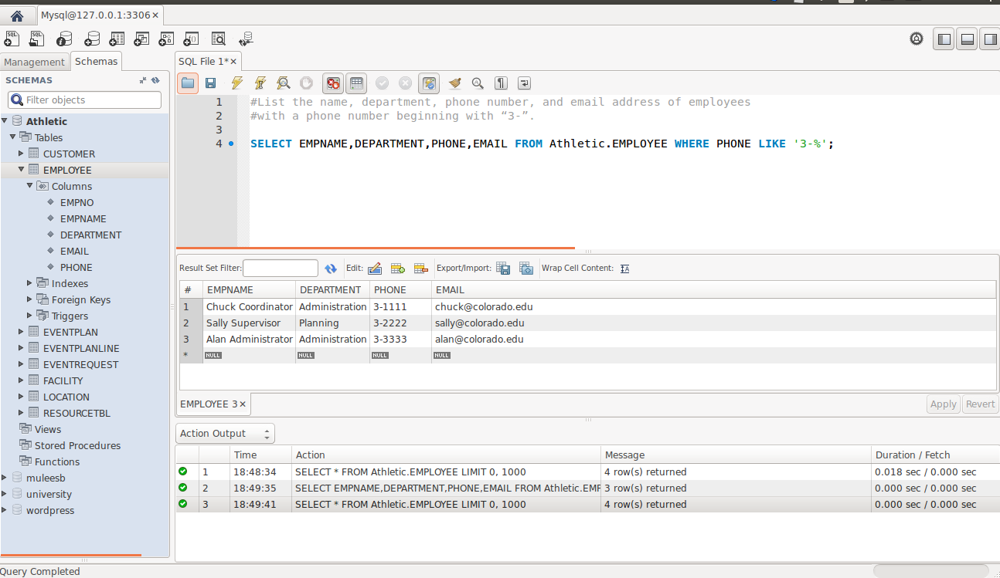 Mysql@127.0.0.1:3306 ×
Management Schemas SQL File 1* ×
SCHEMAS
Filter objects
Athletic
Tables
CUSTOMER
EMPLOYEE
Columns
EMPNO
EMPNAME
DEPARTMENT
EMAIL
PHONE
Indexes
Foreign Keys
Triggers
EVENTPLAN
EVENTPLANLINE
EVENTREQUEST
FACILITY
LOCATION
RESOURCETBL
Views
Stored Procedures
Functions
muleesb
university
wordpress
1 #List the name, department, phone number, and email address of employees
2 #with a phone number beginning with “3-”.
3
4 SELECT EMPNAME,DEPARTMENT,PHONE,EMAIL FROM Athletic.EMPLOYEE WHERE PHONE LIKE '3-%';
Result Set Filter: Edit: Export/Import: Wrap Cell Content:
# EMPNAME DEPARTMENT PHONE EMAIL
1 Chuck Coordinator Administration 3-1111 chuck@colorado.edu
2 Sally Supervisor Planning 3-2222 sally@colorado.edu
3 Alan Administrator Administration 3-3333 alan@colorado.edu
* NULL NULL NULL NULL
EMPLOYEE 3 × Apply Revert
Action Output
Time Action Message Duration / Fetch
1 18:48:34 SELECT * FROM Athletic.EMPLOYEE LIMIT 0, 1000 4 row(s) returned 0.018 sec / 0.000 sec
2 18:49:35 SELECT EMPNAME,DEPARTMENT,PHONE,EMAIL FROM Athletic.EMP 3 row(s) returned 0.000 sec / 0.000 sec
3 18:49:41 SELECT * FROM Athletic.EMPLOYEE LIMIT 0, 1000 4 row(s) returned 0.000 sec / 0.000 sec
Query Completed